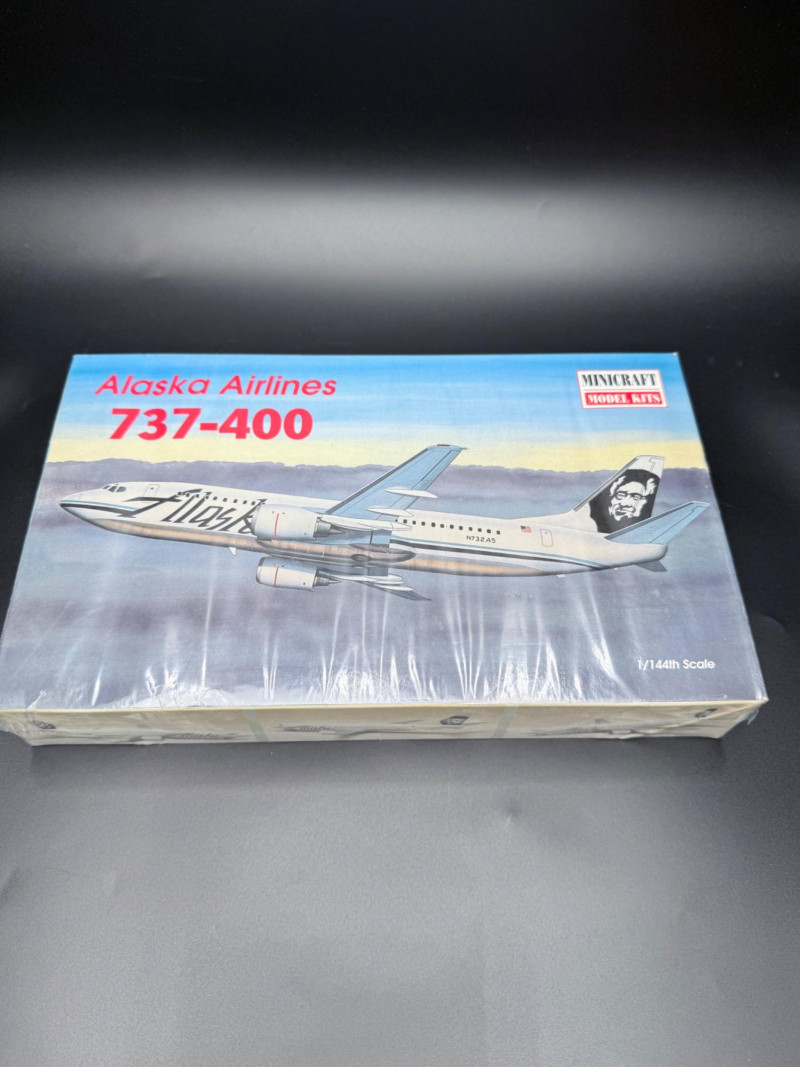 Alaska Airlines
737-400
MINICRAFT
MODEL KITS
Alaska
N732AS
1/144th Scale